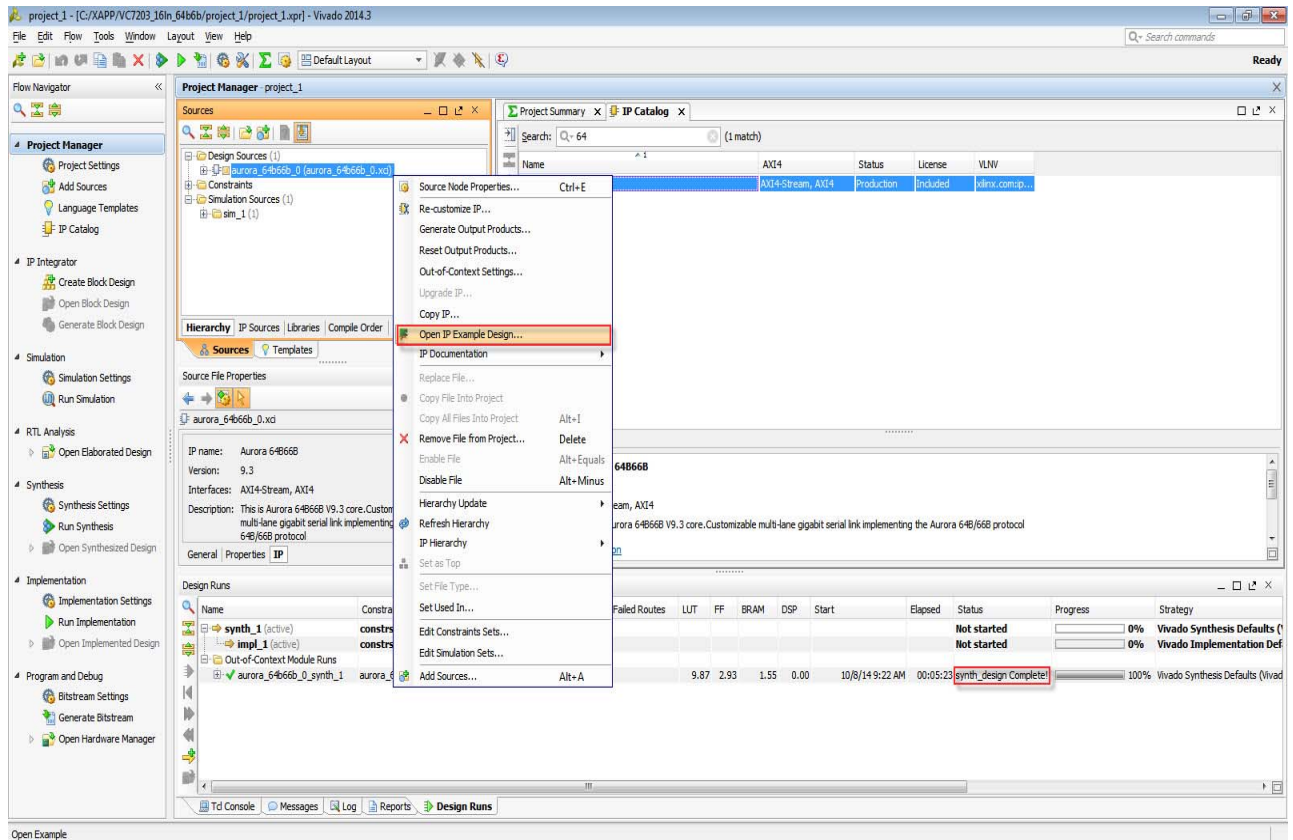 project_1 - [C:/XAPP/VC7203_16ln_64b6b/project_1/project_1.xpr] - Vivado 2014.3
File Edit Flow Tools Window Layout View Help
Search commands
Default Layout
Ready
Flow Navigator
Project Manager
Project Settings
Add Sources
Language Templates
IP Catalog
IP Integrator
Create Block Design
Open Block Design
Generate Block Design
Simulation
Simulation Settings
Run Simulation
RTL Analysis
Open Elaborated Design
Synthesis
Synthesis Settings
Run Synthesis
Open Synthesized Design
Implementation
Implementation Settings
Run Implementation
Open Implemented Design
Program and Debug
Bitstream Settings
Generate Bitstream
Open Hardware Manager
Project Manager - project_1
Sources
Design Sources (1)
aurora_64b66b_0 (aurora_64b66b_0.xci)
Constraints
Simulation Sources (1)
sim_1 (1)
Hierarchy IP Sources Libraries Compile Order
Sources Templates
Source File Properties
aurora_64b66b_0.xci
IP name: Aurora 64B66B
Version: 9.3
Interfaces: AXI4-Stream, AXI4
Description: This is Aurora 64B66B V9.3 core.Custom
multi-lane gigabit serial link implementing
64B/66B protocol
General Properties IP
Source Node Properties... Ctrl+E
Re-customize IP...
Generate Output Products...
Reset Output Products...
Out-of-Context Settings...
Upgrade IP...
Copy IP...
Open IP Example Design...
IP Documentation
Replace File...
Copy File Into Project
Copy All Files Into Project Alt+I
Remove File from Project... Delete
Enable File Alt+Equals
Disable File Alt+Minus
Hierarchy Update
Refresh Hierarchy
IP Hierarchy
Set as Top
Set File Type...
Set Used In...
Edit Constraints Sets...
Edit Simulation Sets...
Add Sources... Alt+A
Project Summary IP Catalog
Search: 64 (1 match)
Name 1 AXI4 Status License VLNV
AXI4-Stream, AXI4 Production Included xilinx.com:ip...
64B66B
eam, AXI4
urora 64B66B V9.3 core.Customizable multi-lane gigabit serial link implementing the Aurora 64B/66B protocol
on
Design Runs
Name Constra Failed Routes LUT FF BRAM DSP Start Elapsed Status Progress Strategy
synth_1 (active) constrs Not started 0% Vivado Synthesis Defaults (
impl_1 (active) constrs Not started 0% Vivado Implementation Def
Out-of-Context Module Runs
aurora_64b66b_0_synth_1 aurora_6 9.87 2.93 1.55 0.00 10/8/14 9:22 AM 00:05:23 synth_design Complete! 100% Vivado Synthesis Defaults (Vivad
Tcl Console Messages Log Reports Design Runs
Open Example